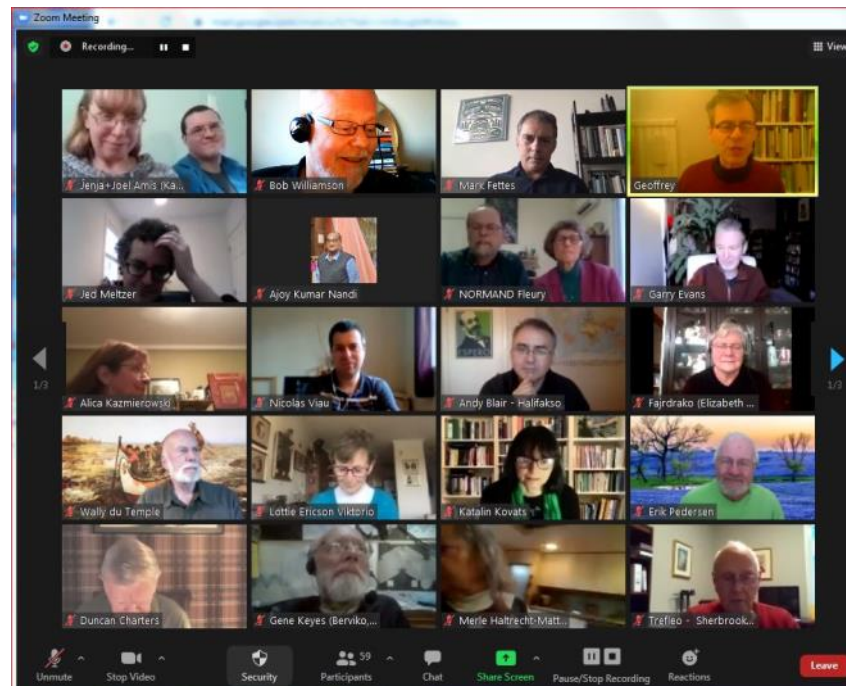 Zoom Meeting
Recording...
View
Jenja+Joel Amis (Ka...
Bob Williamson
Mark Fettes
Geoffrey
Jed Meltzer
Ajoy Kumar Nandi
NORMAND Fleury
Garry Evans
1/3
1/3
Alica Kazmierowski
Nicolas Viau
ESPERO
Andy Blair - Halifakso
Fajrdrako (Elizabeth ...
Wally du Temple
Lottie Ericson Viktorio
Katalin Kovats
Erik Pedersen
Duncan Charters
Gene Keyes (Berviko,...
Merle Haltrecht-Matt...
Trefleo - Sherbrook...
59
Unmute
Stop Video
Security
Participants
Chat
Share Screen
Pause/Stop Recording
Reactions
Leave